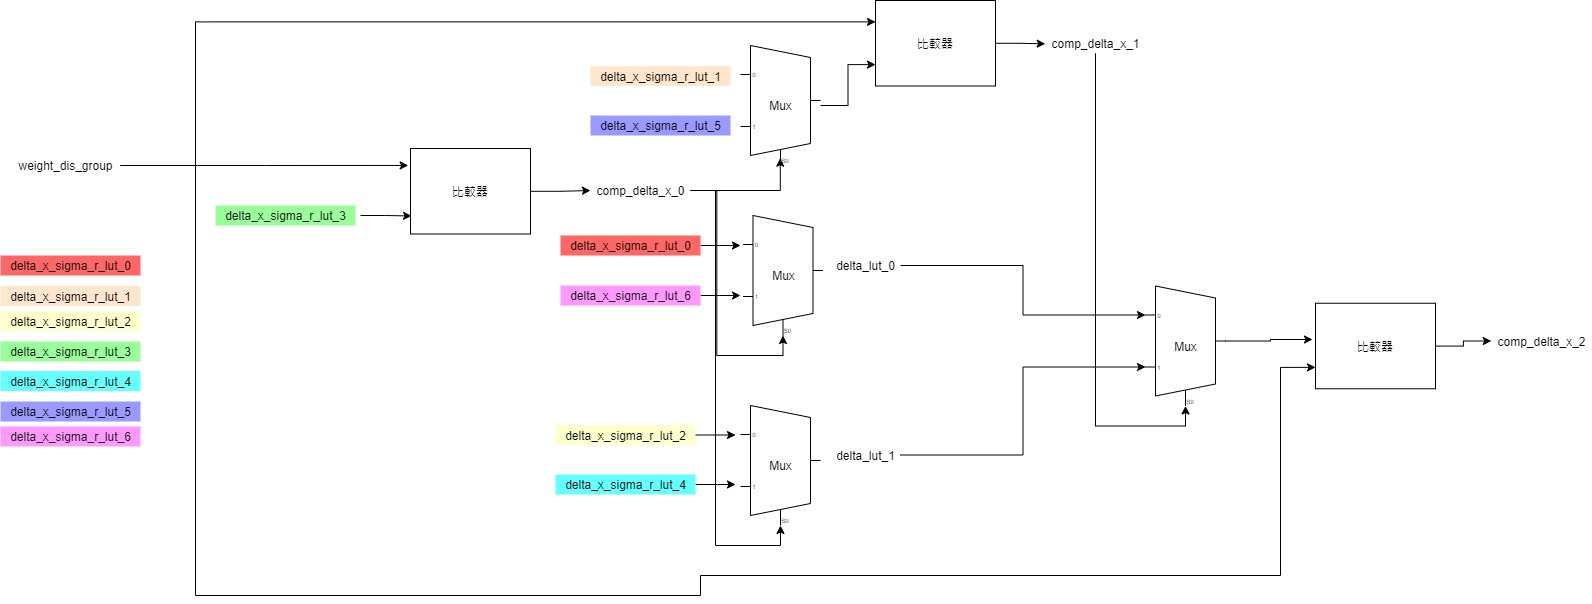 比較器
comp_delta_x_1
delta_x_sigma_r_lut_1
0
Mux
delta_x_sigma_r_lut_5
1
S0
weight_dis_group
比較器
comp_delta_x_0
delta_x_sigma_r_lut_3
delta_x_sigma_r_lut_0
0
Mux
delta_lut_0
delta_x_sigma_r_lut_6
1
S0
delta_x_sigma_r_lut_0
delta_x_sigma_r_lut_1
delta_x_sigma_r_lut_2
delta_x_sigma_r_lut_3
delta_x_sigma_r_lut_4
delta_x_sigma_r_lut_5
delta_x_sigma_r_lut_6
0
Mux
1
S0
比較器
comp_delta_x_2
delta_x_sigma_r_lut_2
0
Mux
delta_lut_1
delta_x_sigma_r_lut_4
1
S0